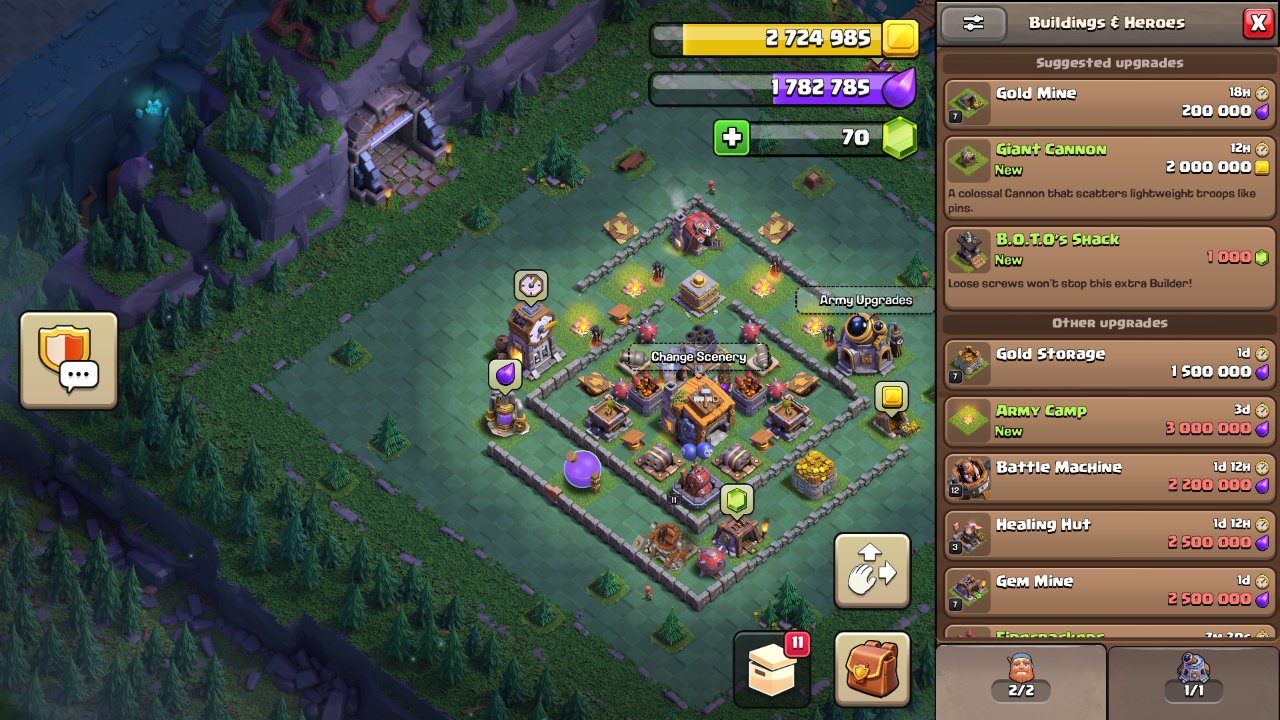 2 724 985
1 782 785
70
Army Upgrades
Change Scenery
11
11
Buildings & Heroes
X
Suggested upgrades
Gold Mine 18H
7 200 000
Giant Cannon 12H
New 2 000 000
A colossal Cannon that scatters lightweight troops like
pins.
B.O.T.O's Shack
New 1 000
Loose screws won't stop this extra Builder!
Other upgrades
Gold Storage 1d
7 1 500 000
Army Camp 3d
New 3 000 000
Battle Machine 1d 12H
12 2 200 000
Healing Hut 1d 12H
3 2 500 000
Gem Mine 1d
7 2 500 000
2/2
1/1